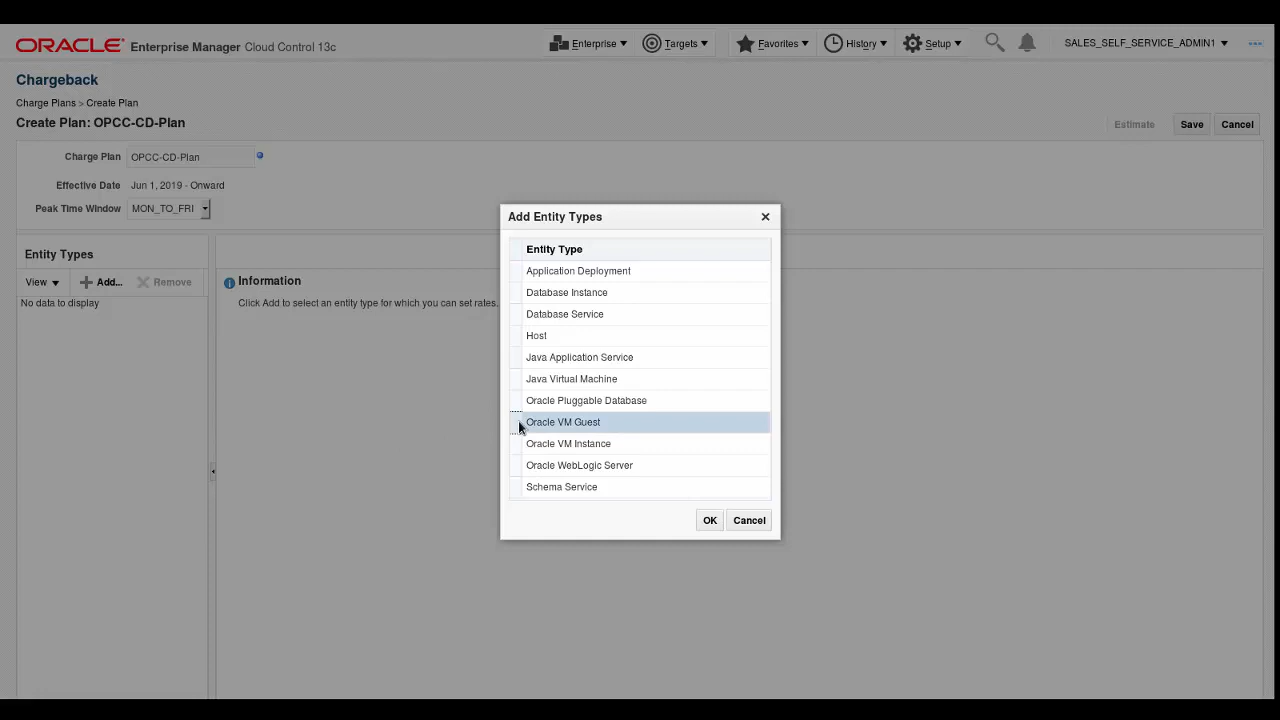 ORACLE Enterprise Manager Cloud Control 13c Enterprise Targets Favorites History Setup SALES_SELF_SERVICE_ADMIN1
Chargeback
Charge Plans > Create Plan
Create Plan: OPCC-CD-Plan
Estimate Save Cancel
Charge Plan OPCC-CD-Plan
Effective Date Jun 1, 2019 - Onward
Peak Time Window MON_TO_FRI
Entity Types
View Add... Remove
No data to display
Information
Click Add to select an entity type for which you can set rates.
Add Entity Types
Entity Type
Application Deployment
Database Instance
Database Service
Host
Java Application Service
Java Virtual Machine
Oracle Pluggable Database
Oracle VM Guest
Oracle VM Instance
Oracle WebLogic Server
Schema Service
OK Cancel